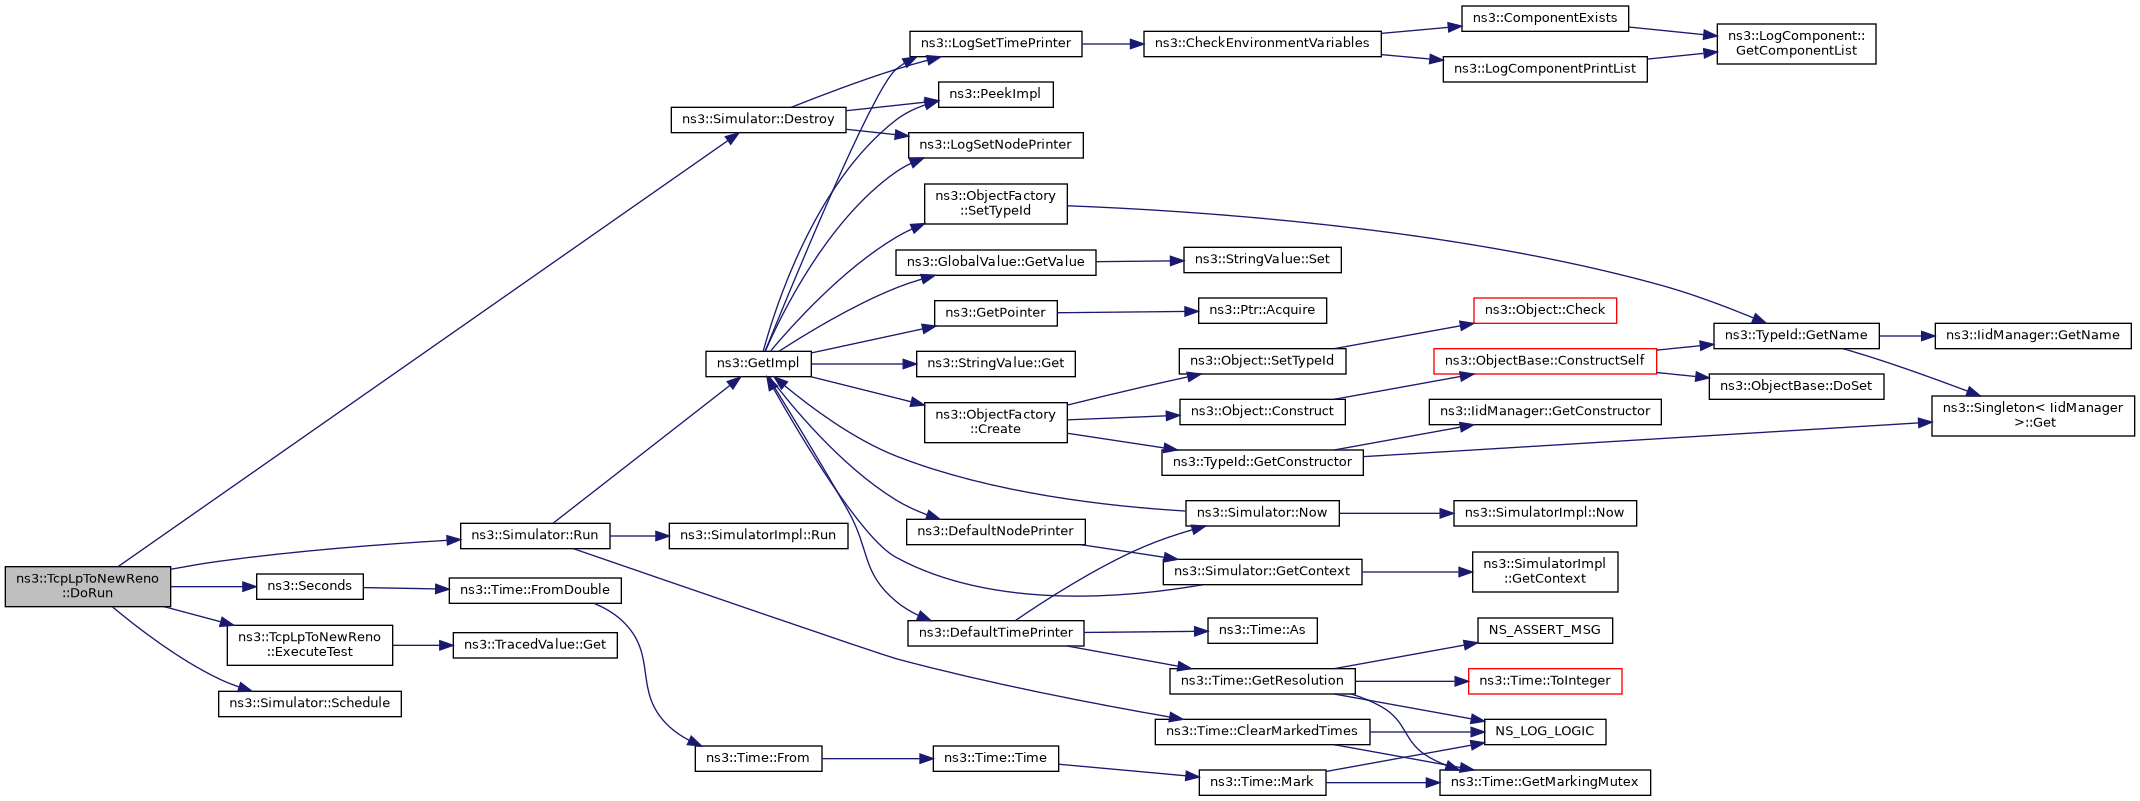 ns3::TcpLpToNewReno
::DoRun
ns3::Simulator::Destroy
ns3::LogSetTimePrinter
ns3::CheckEnvironmentVariables
ns3::ComponentExists
ns3::LogComponent::
GetComponentList
ns3::LogComponentPrintList
ns3::PeekImpl
ns3::LogSetNodePrinter
ns3::ObjectFactory
::SetTypeId
ns3::GlobalValue::GetValue
ns3::StringValue::Set
ns3::GetPointer
ns3::Ptr::Acquire
ns3::Object::Check
ns3::TypeId::GetName
ns3::IidManager::GetName
ns3::GetImpl
ns3::StringValue::Get
ns3::Object::SetTypeId
ns3::ObjectBase::ConstructSelf
ns3::ObjectBase::DoSet
ns3::ObjectFactory
::Create
ns3::Object::Construct
ns3::IidManager::GetConstructor
ns3::Singleton< IidManager
>::Get
ns3::TypeId::GetConstructor
ns3::Simulator::Run
ns3::SimulatorImpl::Run
ns3::DefaultNodePrinter
ns3::Simulator::Now
ns3::SimulatorImpl::Now
ns3::Simulator::GetContext
ns3::SimulatorImpl
::GetContext
ns3::Seconds
ns3::Time::FromDouble
ns3::TcpLpToNewReno
::ExecuteTest
ns3::TracedValue::Get
ns3::DefaultTimePrinter
ns3::Time::As
NS_ASSERT_MSG
ns3::Time::GetResolution
ns3::Time::ToInteger
ns3::Simulator::Schedule
ns3::Time::ClearMarkedTimes
NS_LOG_LOGIC
ns3::Time::From
ns3::Time::Time
ns3::Time::Mark
ns3::Time::GetMarkingMutex